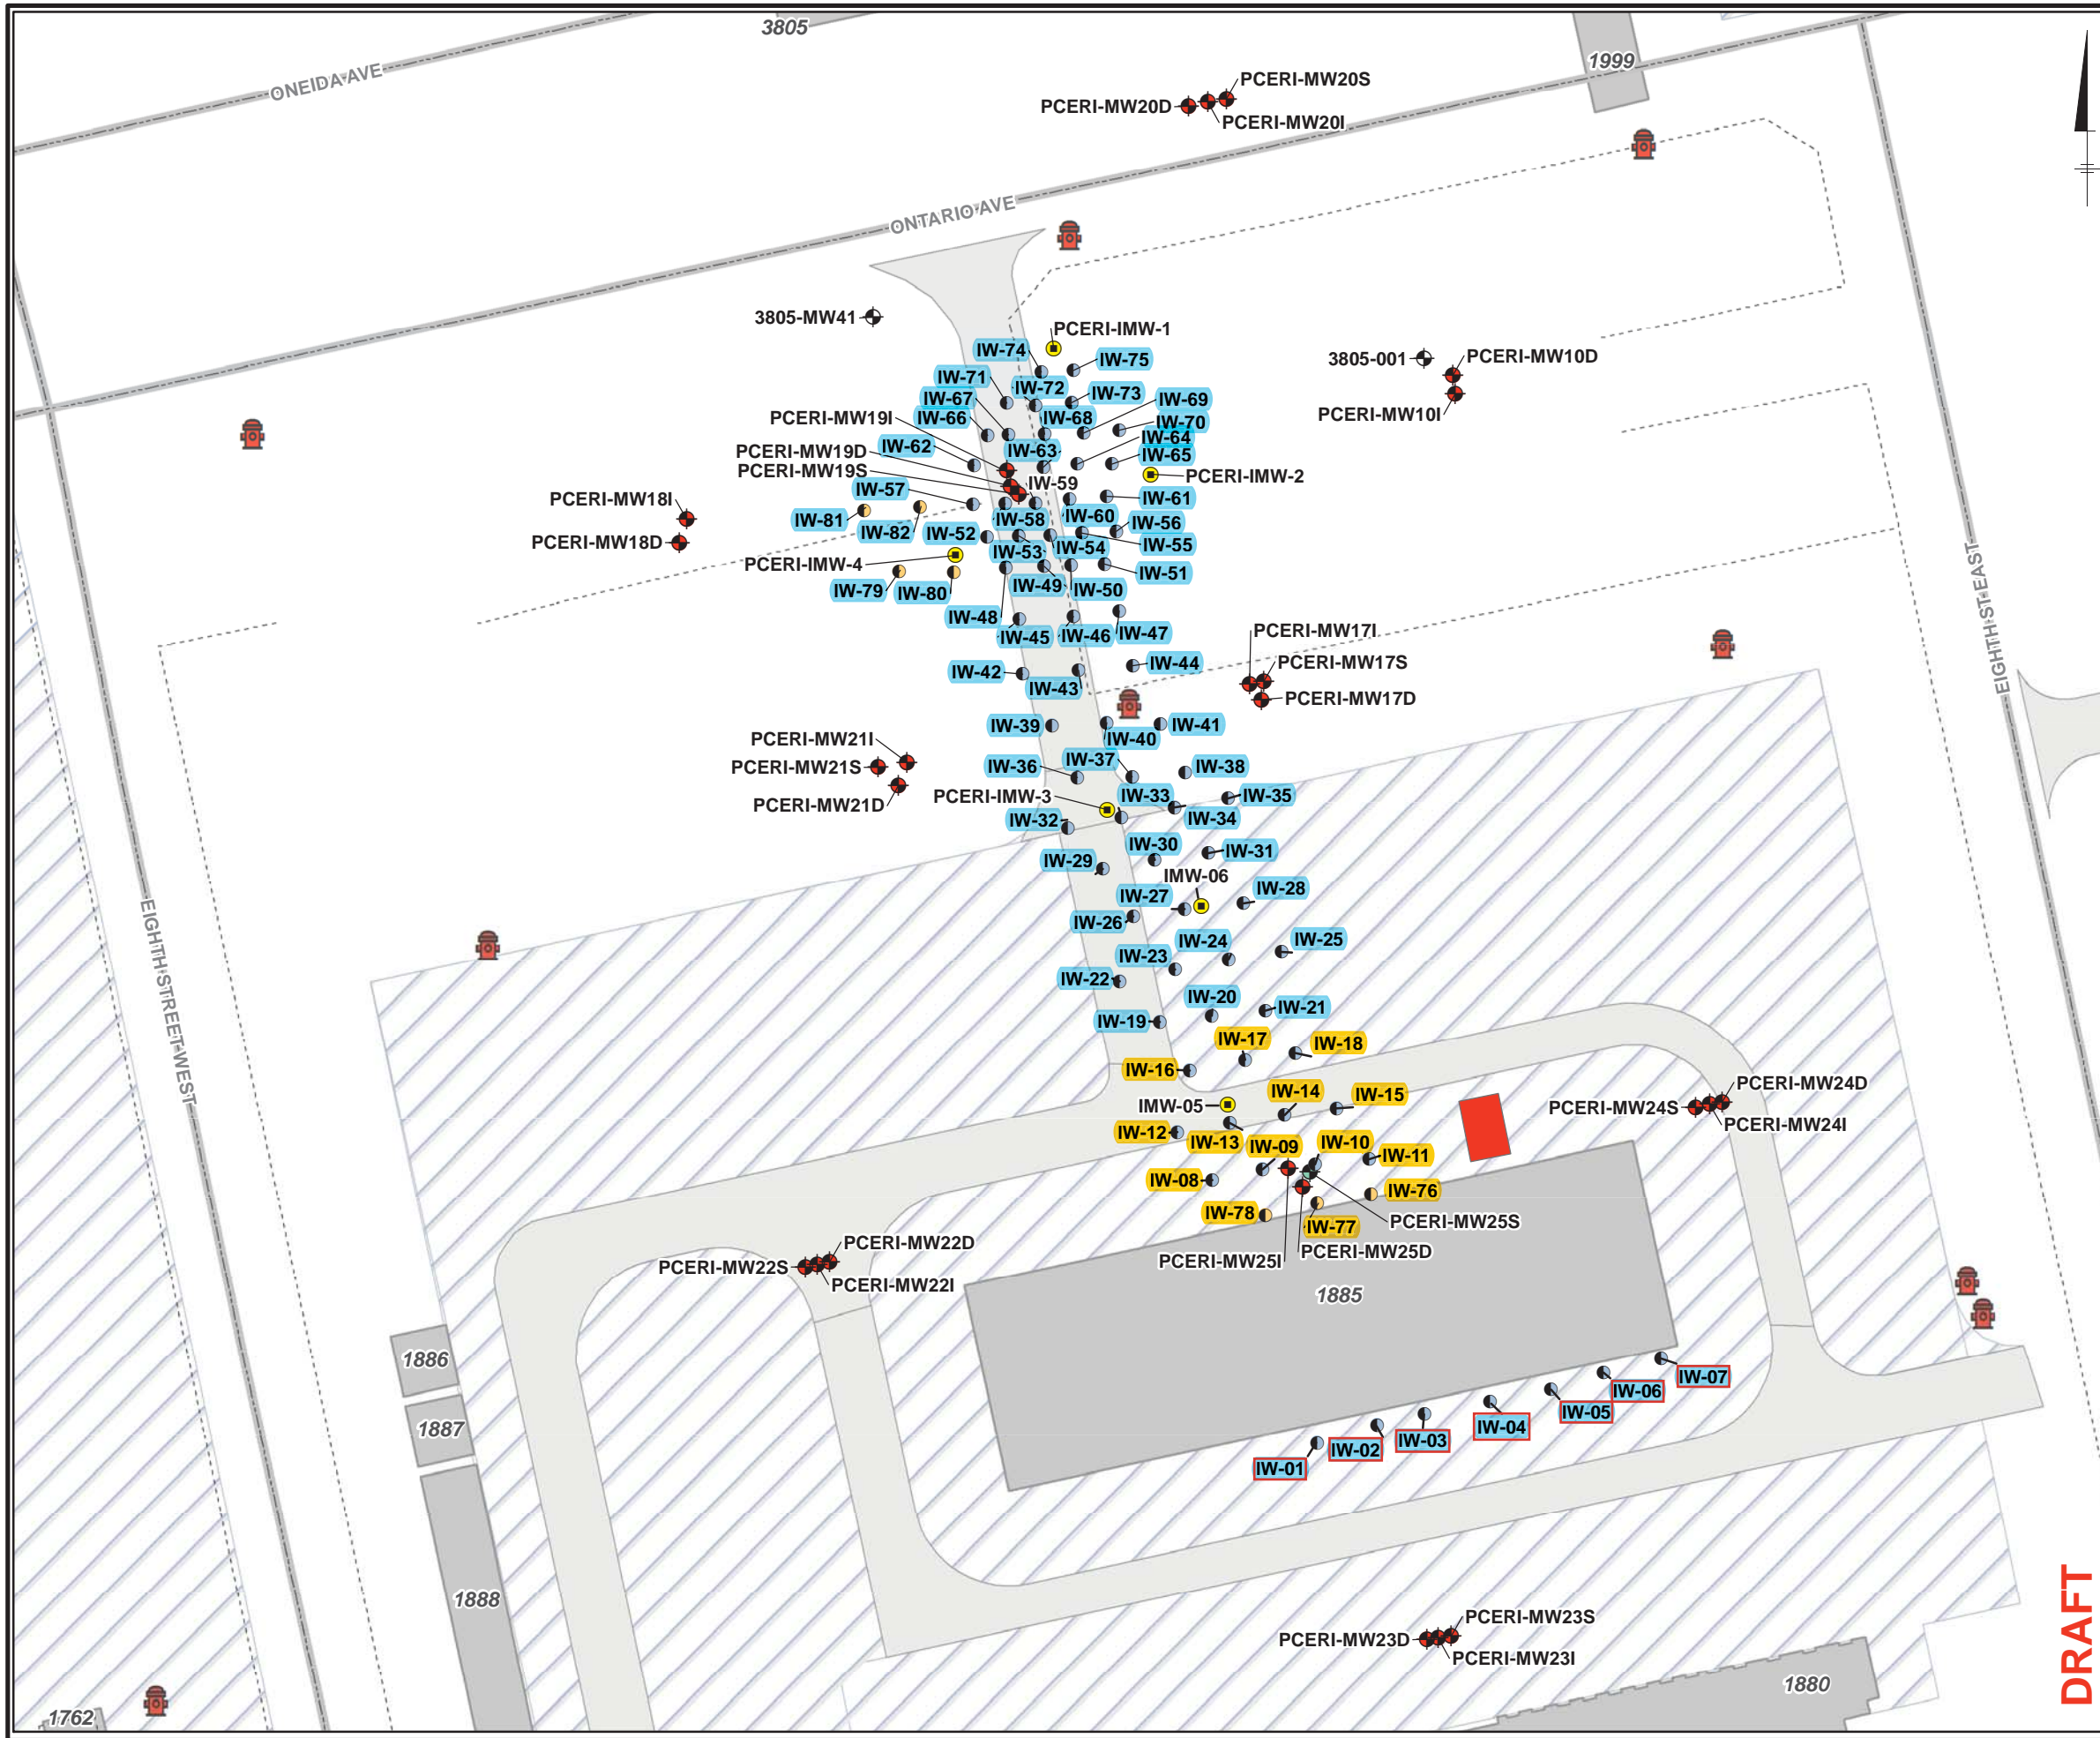 3805
1999
ONEIDA AVE
PCERI-MW20S
PCERI-MW20D
PCERI-MW20I
ONTARIO AVE
3805-MW41
PCERI-IMW-1
IW-74
IW-75
3805-001
PCERI-MW10D
PCERI-MW10I
IW-71
IW-72
IW-73
IW-67
IW-69
IW-66
IW-68
IW-70
PCERI-MW19I
IW-64
IW-62
IW-63
IW-65
PCERI-MW19D
PCERI-MW19S
PCERI-IMW-2
IW-59
IW-57
IW-61
PCERI-MW18I
IW-81
IW-58
IW-60
IW-56
IW-82
IW-52
PCERI-MW18D
IW-53
IW-54
IW-55
PCERI-IMW-4
IW-51
IW-79
IW-80
IW-49
IW-50
IW-48
IW-45
IW-46
IW-47
PCERI-MW17I
EIGHTH ST EAST
PCERI-MW17S
IW-44
IW-42
IW-43
PCERI-MW17D
IW-39
IW-41
IW-40
PCERI-MW21I
PCERI-MW21S
IW-37
IW-36
IW-38
PCERI-MW21D
PCERI-IMW-3
IW-33
IW-35
IW-32
IW-34
IW-30
IW-31
IW-29
IMW-06
IW-27
IW-28
IW-26
EIGHTH STREET WEST
IW-24
IW-25
IW-23
IW-22
IW-20
IW-21
IW-19
IW-17
IW-18
IW-16
PCERI-MW24D
IW-14
IW-15
IMW-05
PCERI-MW24S
PCERI-MW24I
IW-12
IW-13
IW-09
IW-10
IW-11
IW-08
IW-76
IW-78
IW-77
PCERI-MW25S
PCERI-MW22D
PCERI-MW25D
PCERI-MW25I
PCERI-MW22S
PCERI-MW22I
1885
1886
IW-07
IW-06
IW-05
1887
IW-04
IW-03
IW-02
IW-01
1888
PCERI-MW23S
PCERI-MW23D
PCERI-MW23I
DRAFT
1880
1762